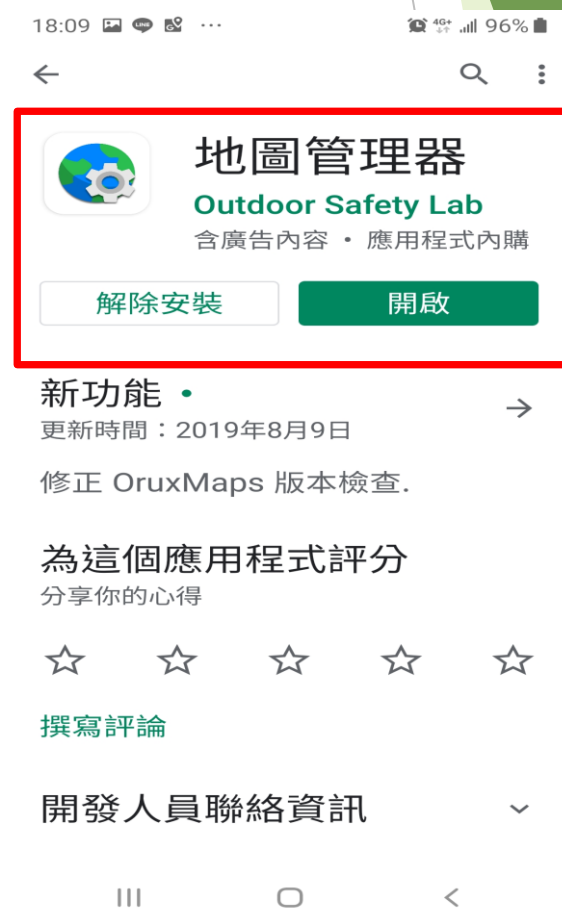 18:09 ... 4G+ 96%
地圖管理器
Outdoor Safety Lab
含廣告內容 • 應用程式內購
解除安裝 開啟
新功能 •
更新時間：2019年8月9日
修正 OruxMaps 版本檢查.
為這個應用程式評分
分享你的心得
撰寫評論
開發人員聯絡資訊